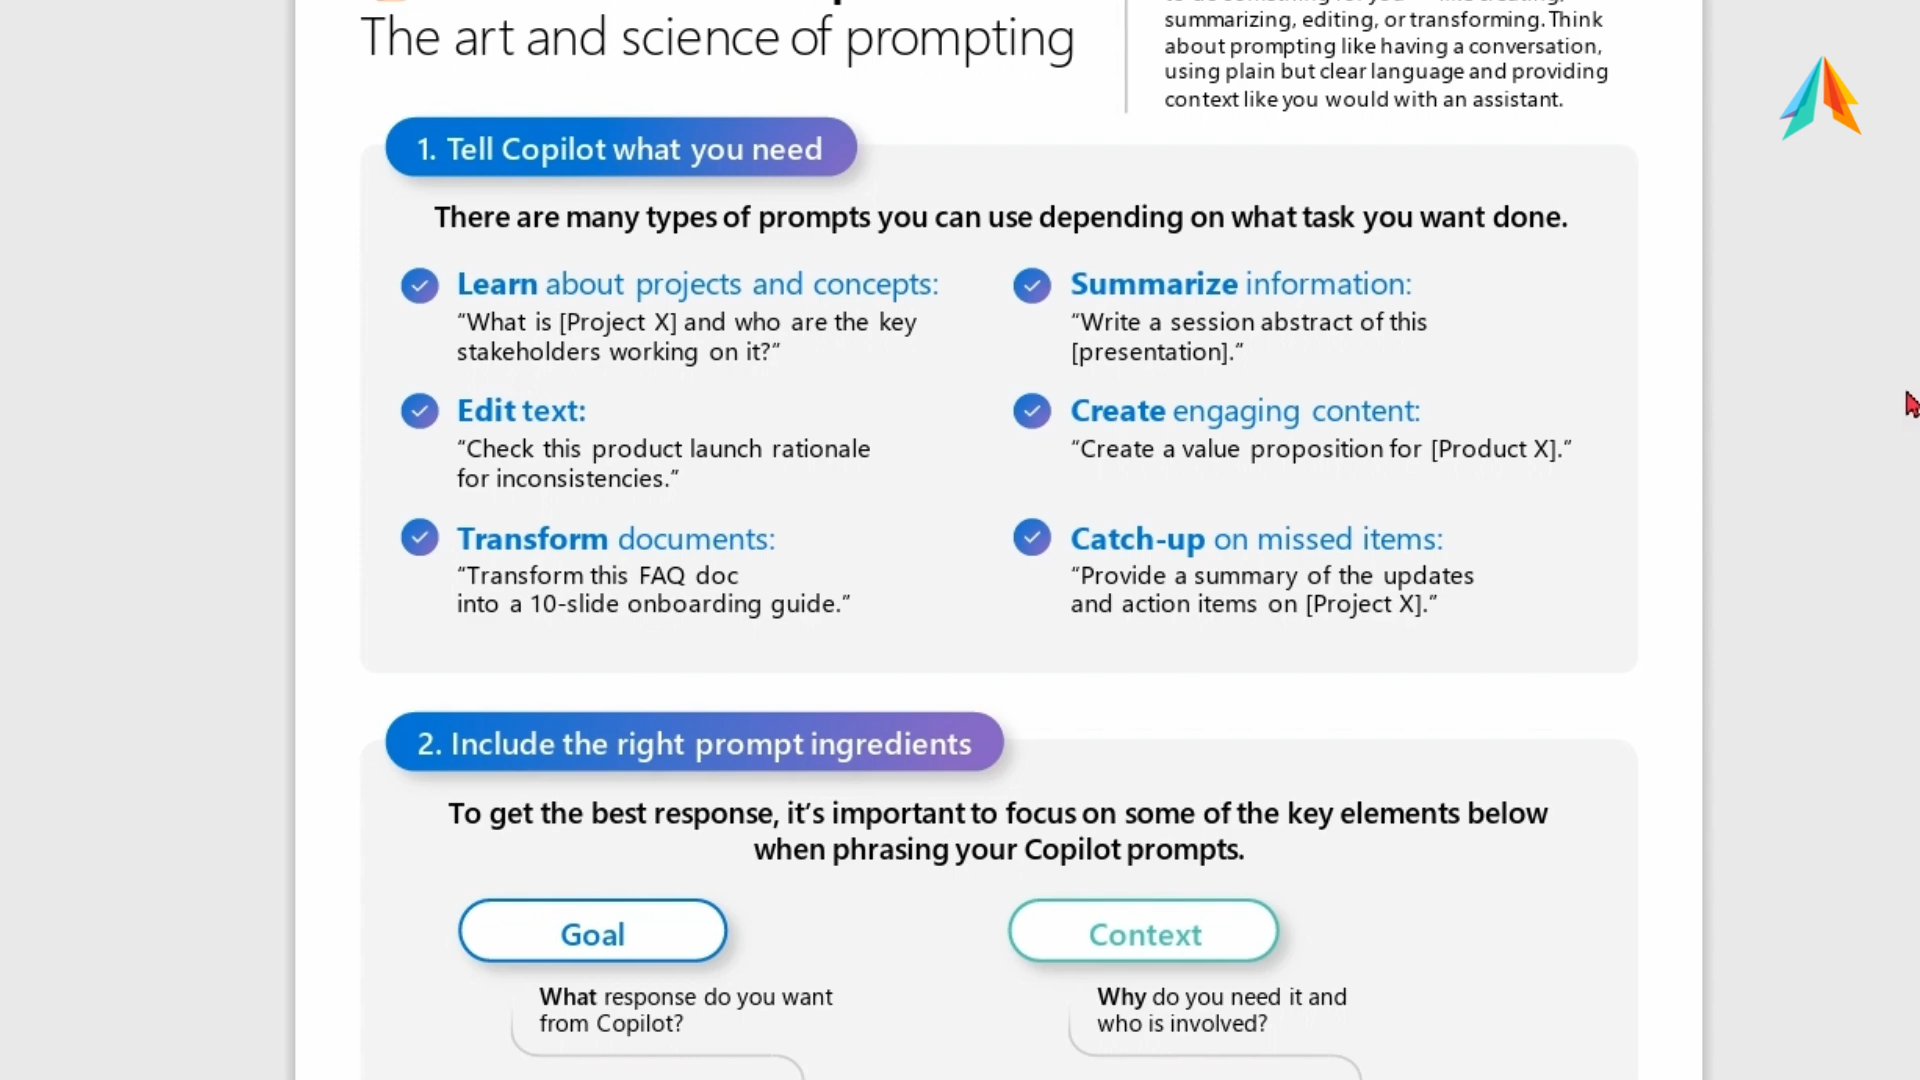 The art and science of prompting
summarizing, editing, or transforming. Think
about prompting like having a conversation,
using plain but clear language and providing
context like you would with an assistant.
1. Tell Copilot what you need
There are many types of prompts you can use depending on what task you want done.
Learn about projects and concepts:
“What is [Project X] and who are the key
stakeholders working on it?”
Summarize information:
“Write a session abstract of this
[presentation].”
Edit text:
“Check this product launch rationale
for inconsistencies.”
Create engaging content:
“Create a value proposition for [Product X].”
Transform documents:
“Transform this FAQ doc
into a 10-slide onboarding guide.”
Catch-up on missed items:
“Provide a summary of the updates
and action items on [Project X].”
2. Include the right prompt ingredients
To get the best response, it’s important to focus on some of the key elements below
when phrasing your Copilot prompts.
Goal
What response do you want
from Copilot?
Context
Why do you need it and
who is involved?